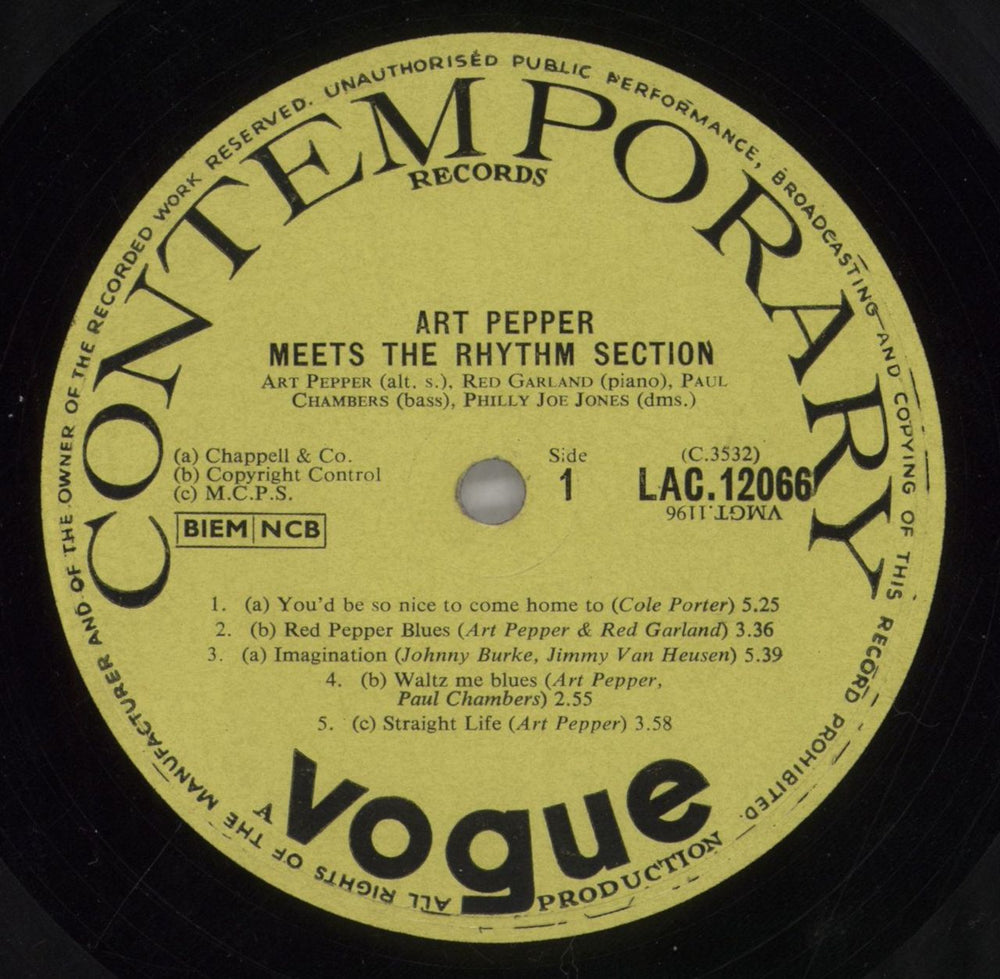 ALL RIGHTS OF THE MANUFACTURER AND OF THE OWNER OF THE RECORDED WORK RESERVED. UNAUTHORISED PUBLIC PERFORMANCE, BROADCASTING AND COPYING OF THIS RECORD PROHIBITED.
CONTEMPORARY
RECORDS
ART PEPPER
MEETS THE RHYTHM SECTION
ART PEPPER (alt. s.), RED GARLAND (piano), PAUL
CHAMBERS (bass), PHILLY JOE JONES (dms.)
(a) Chappell & Co.
(b) Copyright Control
(c) M.C.P.S.
BIEM NCB
Side
1
(C.3532)
LAC.12066
VMGT.1196
1. (a) You'd be so nice to come home to (Cole Porter) 5.25
2. (b) Red Pepper Blues (Art Pepper & Red Garland) 3.36
3. (a) Imagination (Johnny Burke, Jimmy Van Heusen) 5.39
4. (b) Waltz me blues (Art Pepper,
Paul Chambers) 2.55
5. (c) Straight Life (Art Pepper) 3.58
A
vogue
PRODUCTION